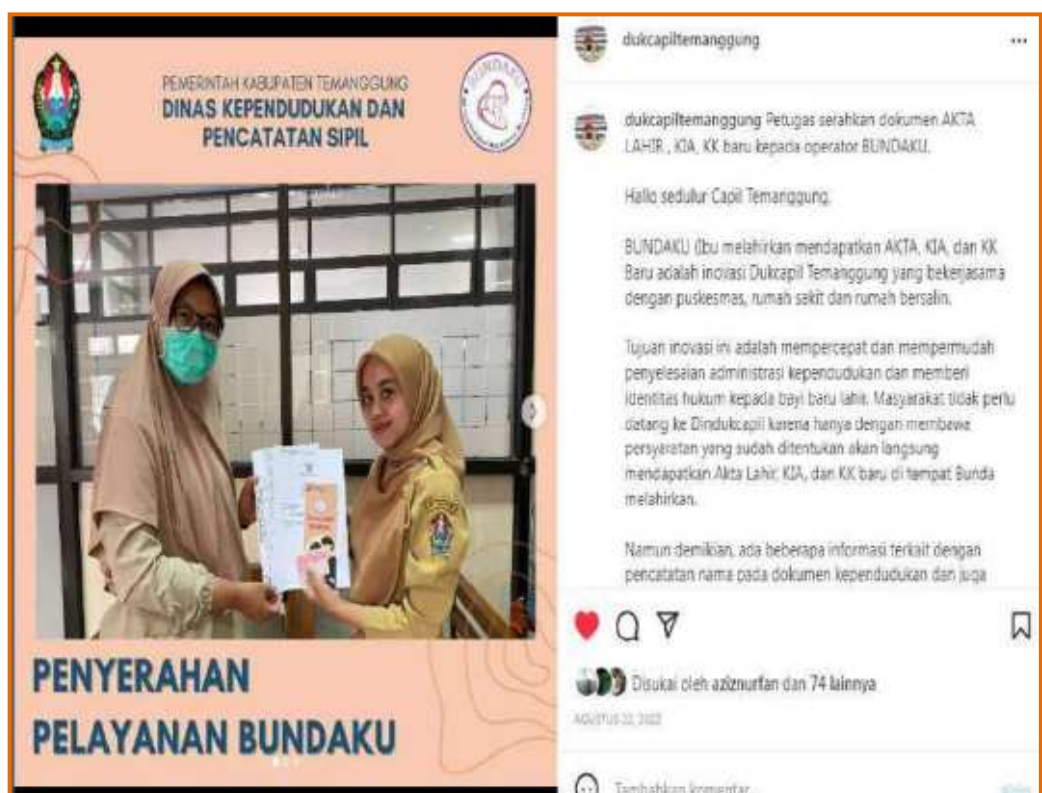 PEMERINTAH KABUPATEN TEMANGGUNG
DINAS KEPENDUDUKAN DAN
PENCATATAN SIPIL
BUNDAKU
PENYERAHAN
PELAYANAN BUNDAKU
dukcapiltemanggung
dukcapiltemanggung Petugas serahkan dokumen AKTA
LAHIR , KIA, KK baru kepada operator BUNDAKU.
Hallo sedulur Capil Temanggung.
BUNDAKU (Ibu melahirkan mendapatkan AKTA, KIA, dan KK
Baru adalah inovasi Dukcapil Temanggung yang bekerjasama
dengan puskesmas, rumah sakit dan rumah bersalin.
Tujuan inovasi ini adalah mempercepat dan mempermudah
penyelesaian administrasi kependudukan dan memberi
identitas hukum kepada bayi baru lahir. Masyarakat tidak perlu
datang ke Dindukcapil karena hanya dengan membawa
persyaratan yang sudah ditentukan akan langsung
mendapatkan Akta Lahir, KIA, dan KK baru di tempat Bunda
melahirkan.
Namun demikian, ada beberapa informasi terkait dengan
pencatatan nama pada dokumen kependudukan dan juga
Disukai oleh aziznurfan dan 74 lainnya
AGUSTUS 22, 2022
Tambahkan komentar...